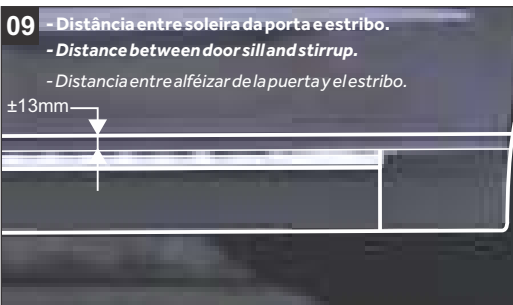 09 - Distância entre soleira da porta e estribo.
- Distance between door sill and stirrup.
- Distancia entre alféizar de la puerta y el estribo.
±13mm